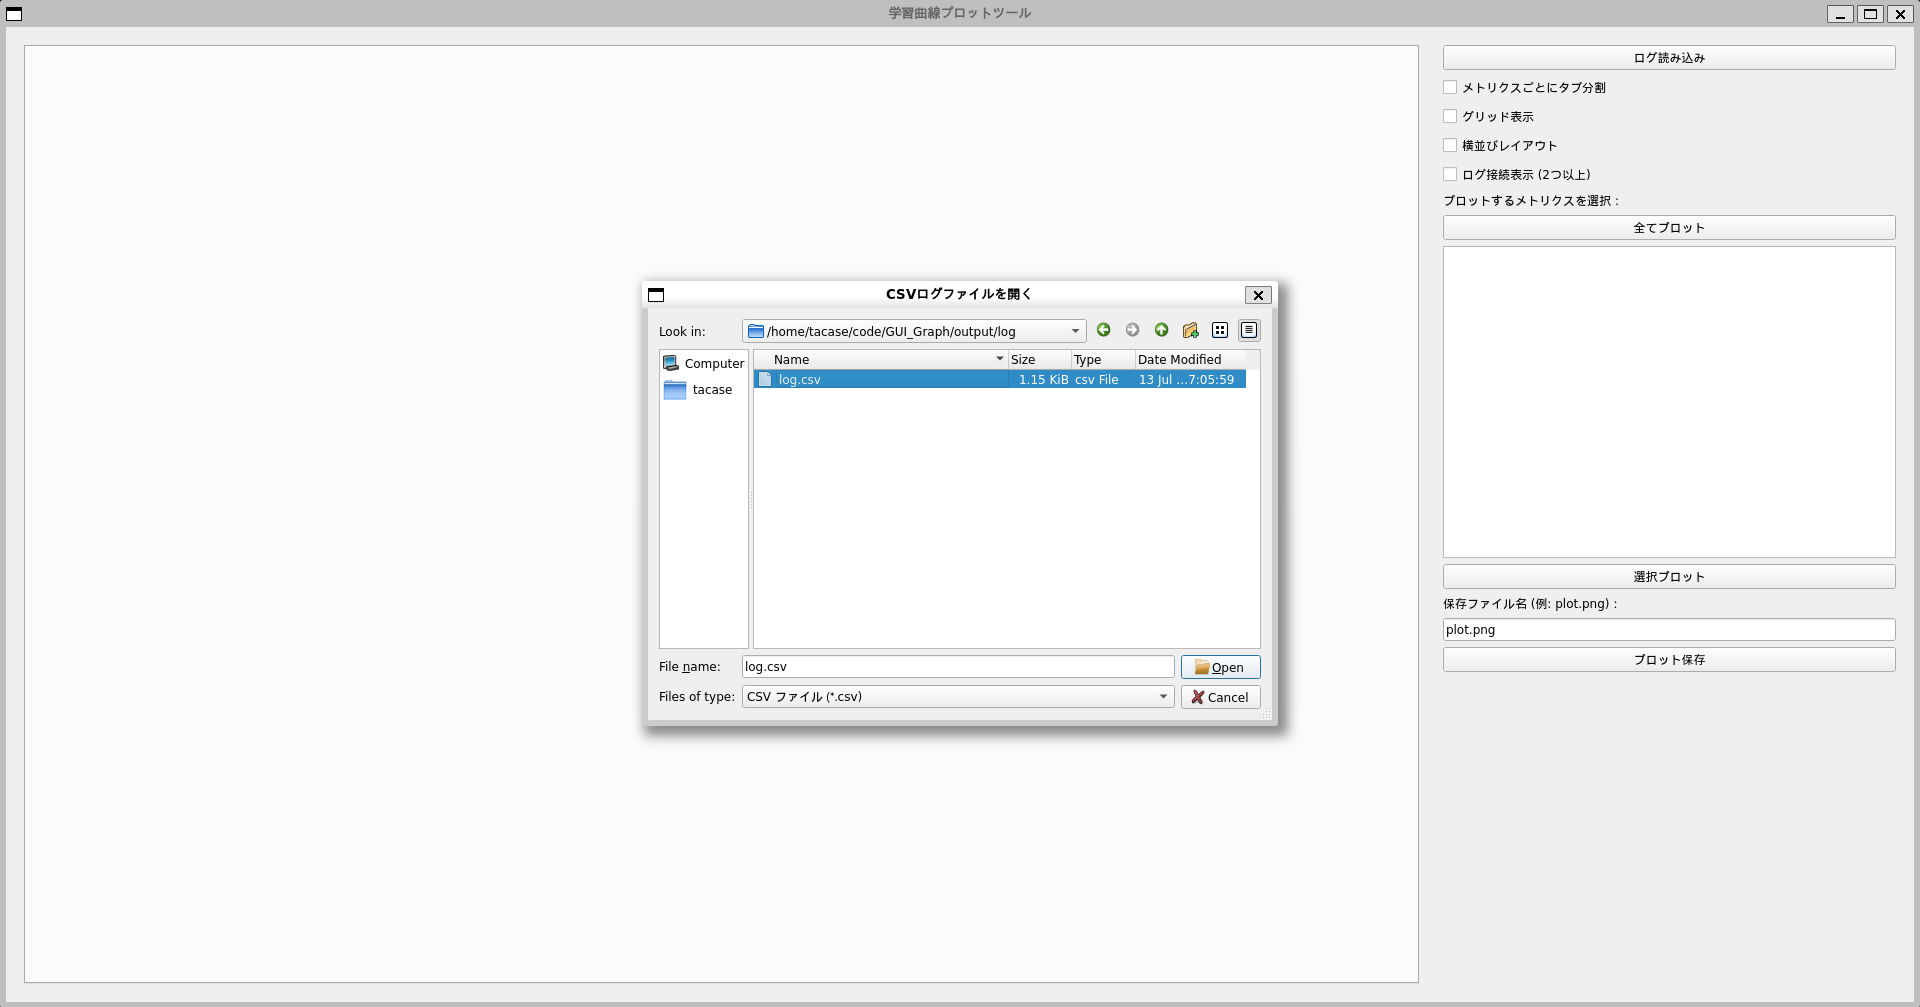 学習曲線プロットツール
ログ読み込み
メトリクスごとにタブ分割
グリッド表示
横並びレイアウト
ログ接続表示 (2つ以上)
プロットするメトリクスを選択 :
全てプロット
選択プロット
保存ファイル名 (例: plot.png) :
plot.png
プロット保存
CSVログファイルを開く
Look in: /home/tacase/code/GUI_Graph/output/log
Computer
tacase
Name Size Type Date Modified
log.csv 1.15 KiB csv File 13 Jul ...7:05:59
File name: log.csv Open
Files of type: CSV ファイル (*.csv) Cancel